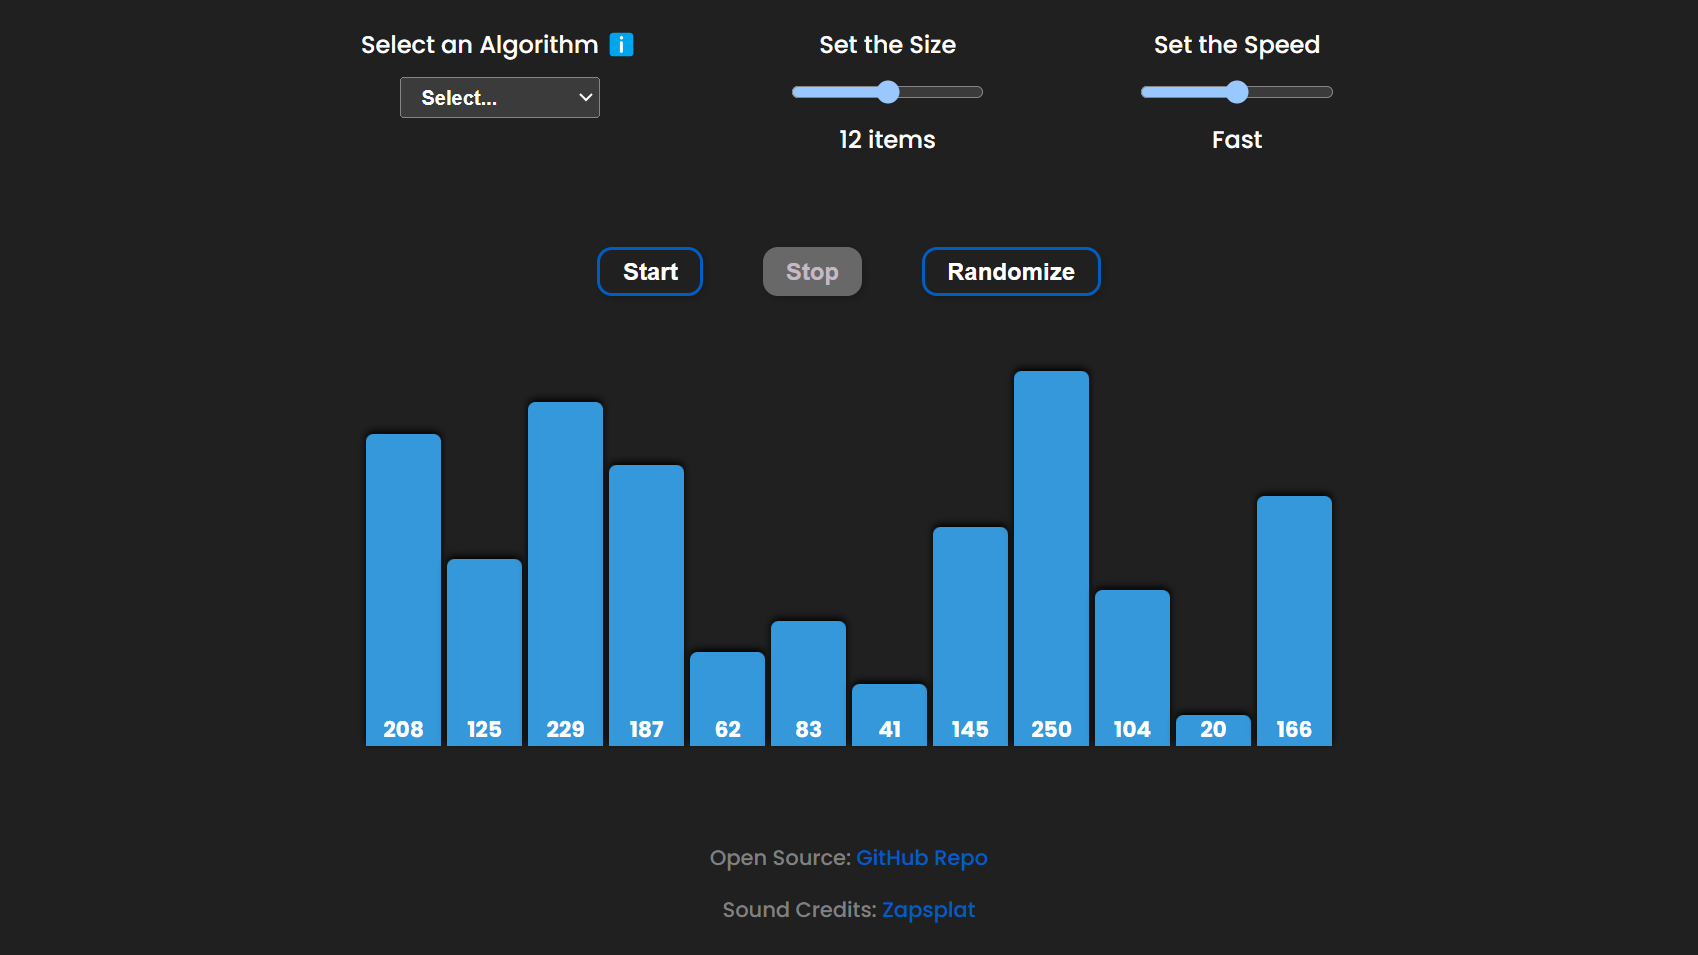 Select an Algorithm ℹ️
Select...
Set the Size
12 items
Set the Speed
Fast
Start
Stop
Randomize
208 125 229 187 62 83 41 145 250 104 20 166
Open Source: GitHub Repo
Sound Credits: Zapsplat